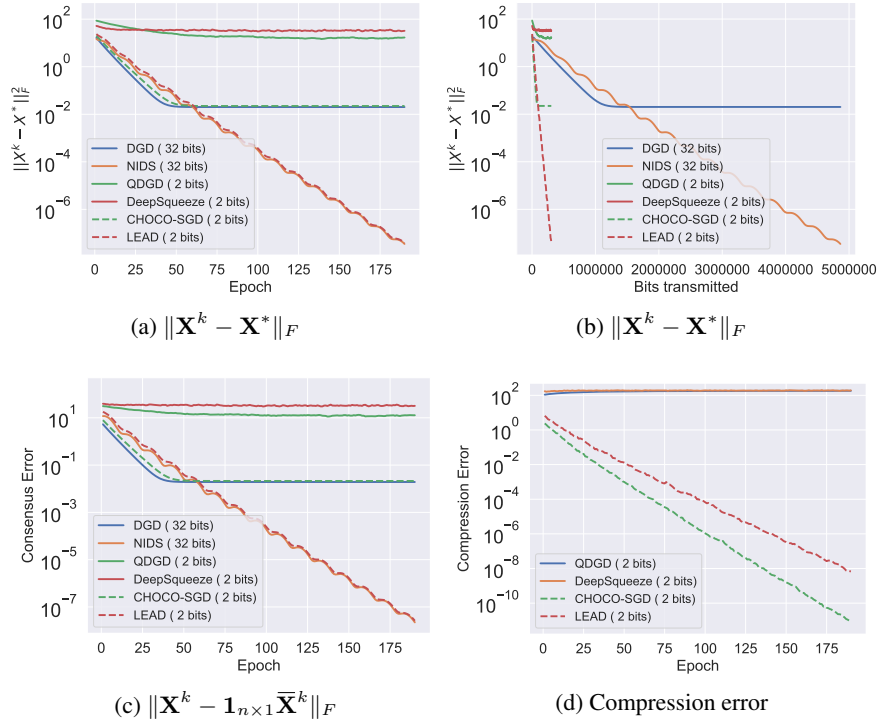 10^2
10^0
10^-2
10^-4
10^-6
||X^k − X^*||_F^2
DGD ( 32 bits)
NIDS ( 32 bits)
QDGD ( 2 bits)
DeepSqueeze ( 2 bits)
CHOCO-SGD ( 2 bits)
LEAD ( 2 bits)
0 25 50 75 100 125 150 175
Epoch
(a) ‖X^k − X^*‖_F
10^2
10^0
10^-2
10^-4
10^-6
||X^k − X^*||_F^2
DGD ( 32 bits)
NIDS ( 32 bits)
QDGD ( 2 bits)
DeepSqueeze ( 2 bits)
CHOCO-SGD ( 2 bits)
LEAD ( 2 bits)
0 1000000 2000000 3000000 4000000 5000000
Bits transmitted
(b) ‖X^k − X^*‖_F
10^1
10^-1
10^-3
10^-5
10^-7
Consensus Error
DGD ( 32 bits)
NIDS ( 32 bits)
QDGD ( 2 bits)
DeepSqueeze ( 2 bits)
CHOCO-SGD ( 2 bits)
LEAD ( 2 bits)
0 25 50 75 100 125 150 175
Epoch
(c) ‖X^k − 1_{n×1}X̅^k‖_F
10^2
10^0
10^-2
10^-4
10^-6
10^-8
10^-10
Compression Error
QDGD ( 2 bits)
DeepSqueeze ( 2 bits)
CHOCO-SGD ( 2 bits)
LEAD ( 2 bits)
0 25 50 75 100 125 150 175
Epoch
(d) Compression error